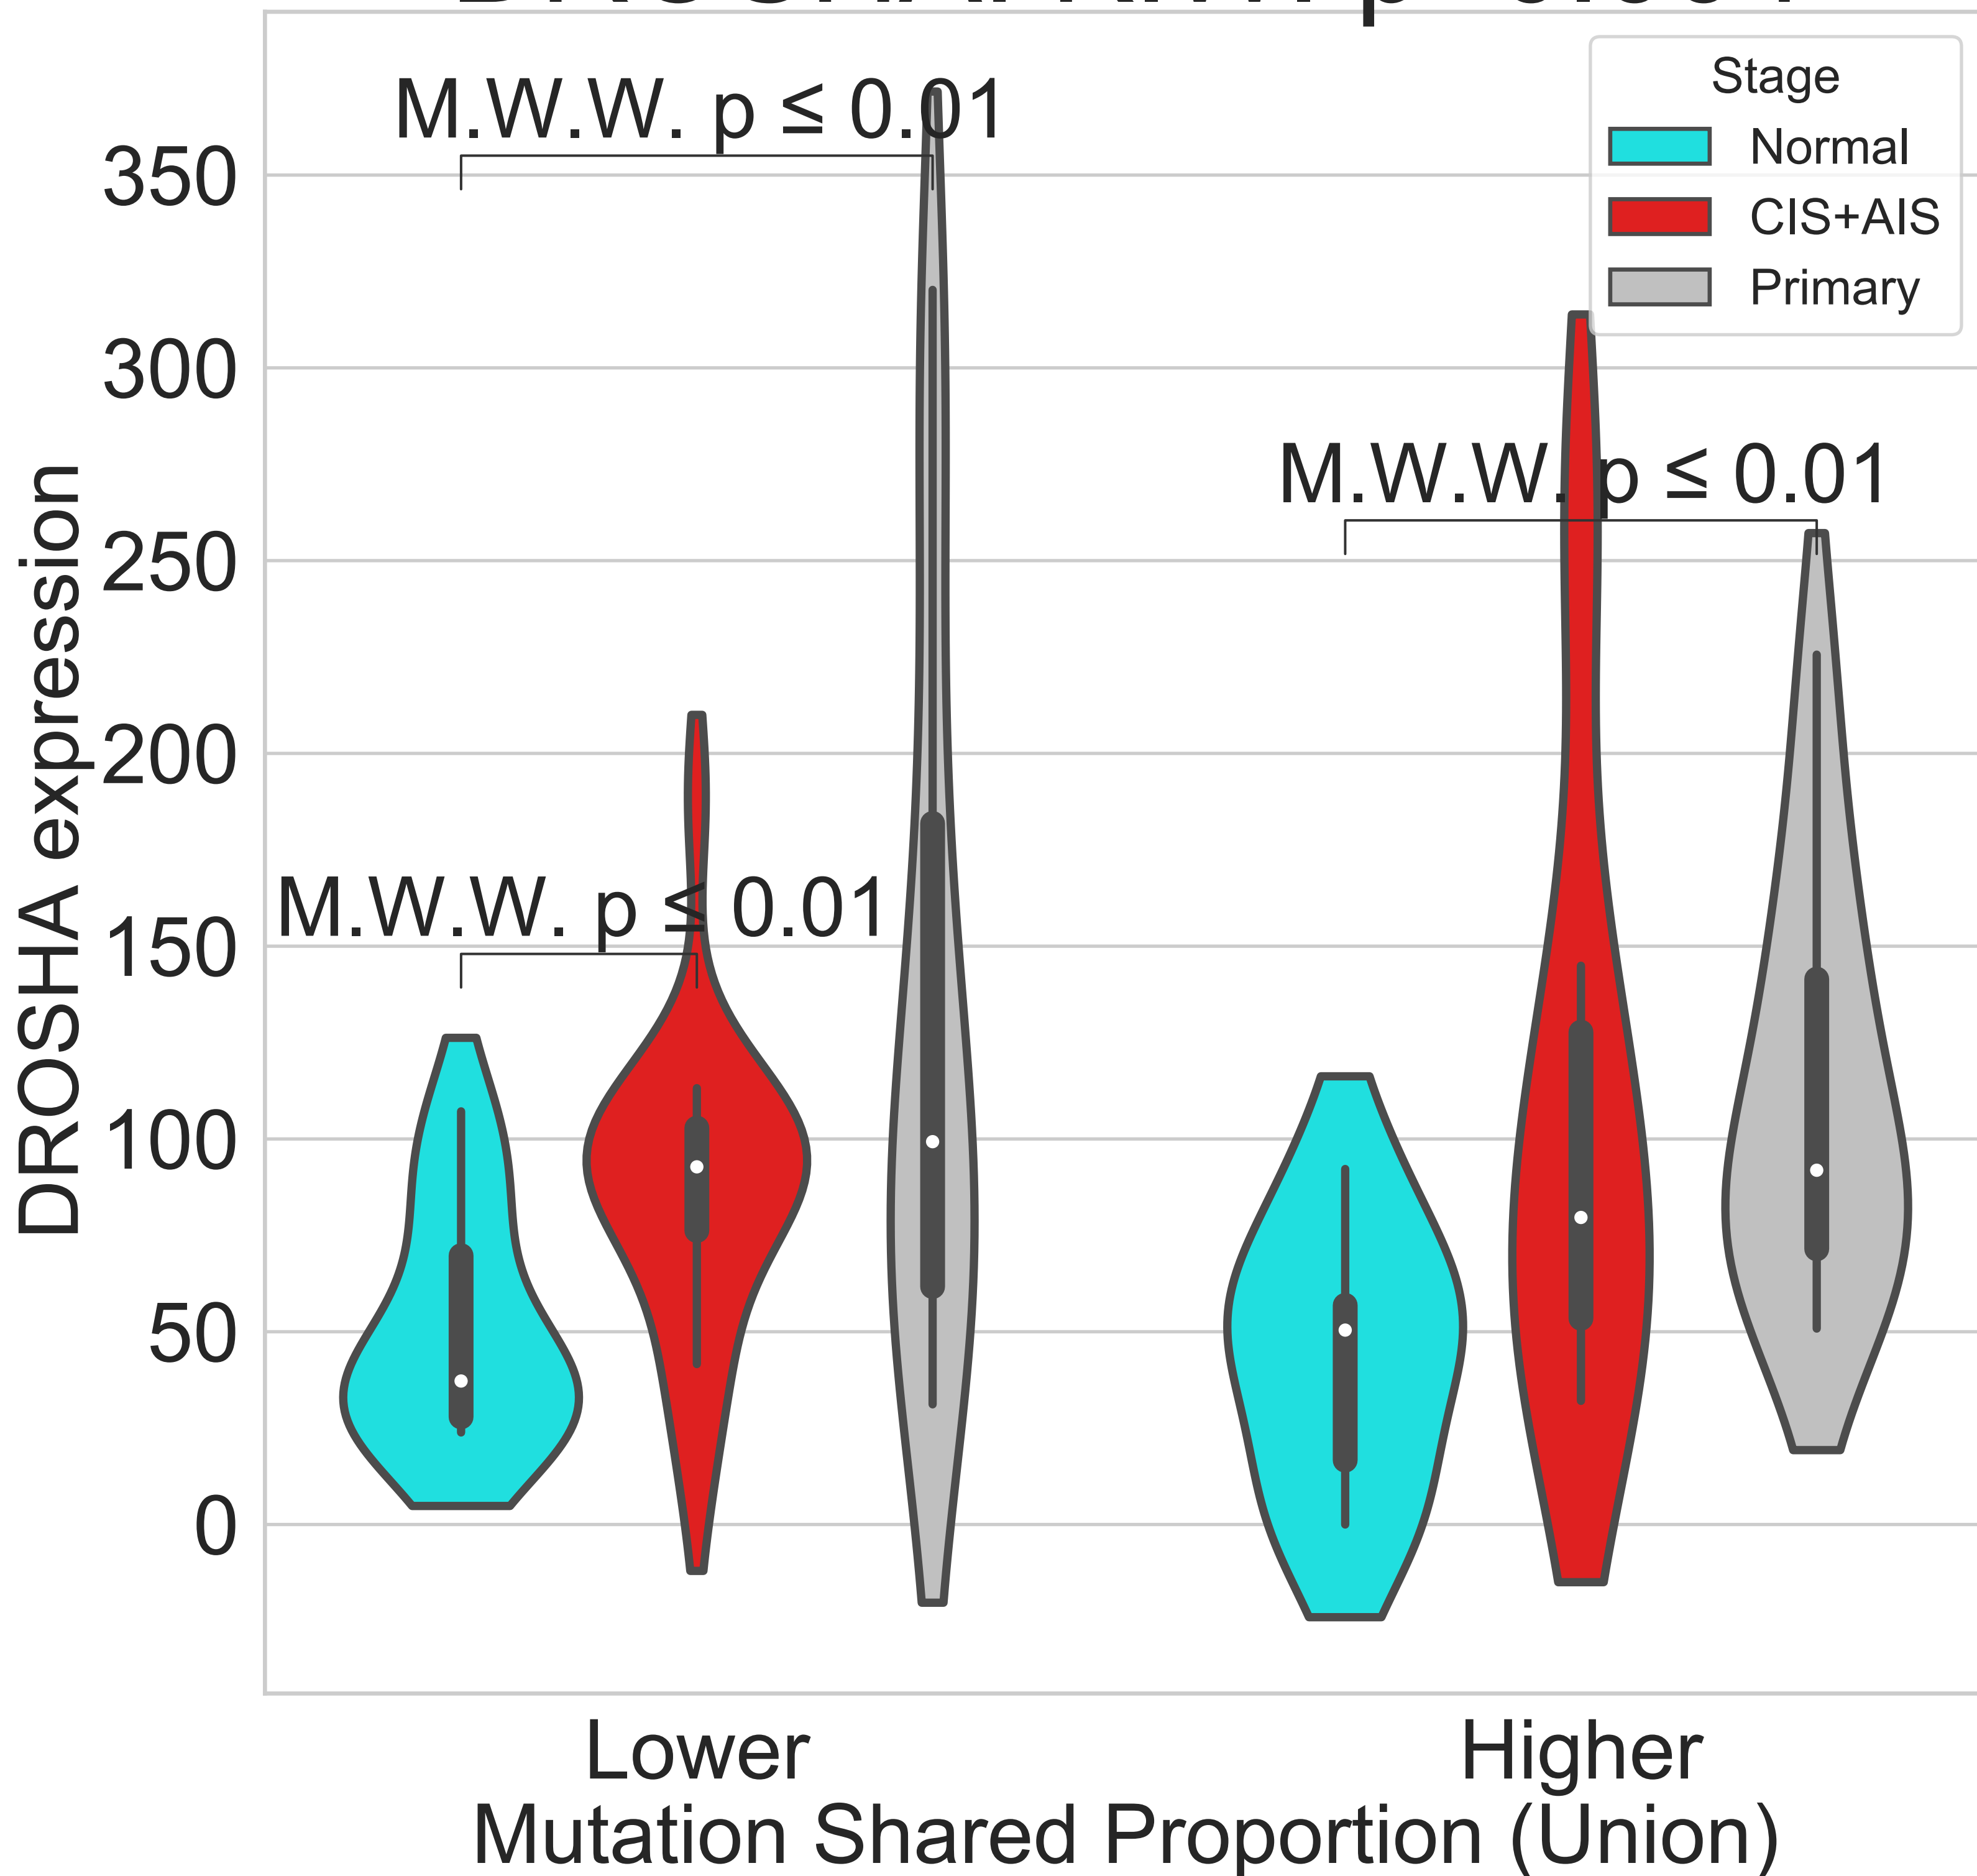 Stage
Normal
CIS+AIS
Primary
M.W.W. p ≤ 0.01
M.W.W. p ≤ 0.01
M.W.W. p ≤ 0.01
350
300
250
200
150
100
50
0
DROSHA expression
Lower
Higher
Mutation Shared Proportion (Union)